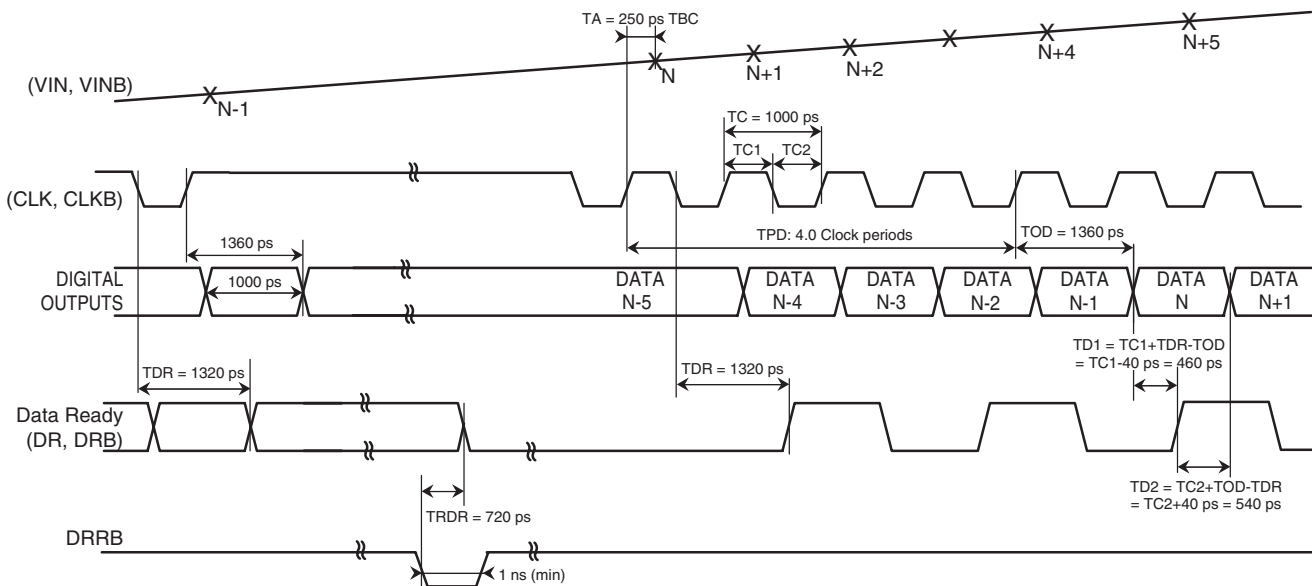 TA = 250 ps TBC
(VIN, VINB)
X N-1
X N
X N+1
X N+2
X
X N+4
X N+5
TC = 1000 ps
TC1 TC2
(CLK, CLKB)
1360 ps
TPD: 4.0 Clock periods
TOD = 1360 ps
DIGITAL
OUTPUTS
1000 ps
DATA
N-5
DATA
N-4
DATA
N-3
DATA
N-2
DATA
N-1
DATA
N
DATA
N+1
TD1 = TC1+TDR-TOD
= TC1-40 ps = 460 ps
TDR = 1320 ps
TDR = 1320 ps
Data Ready
(DR, DRB)
TD2 = TC2+TOD-TDR
= TC2+40 ps = 540 ps
TRDR = 720 ps
DRRB
1 ns (min)